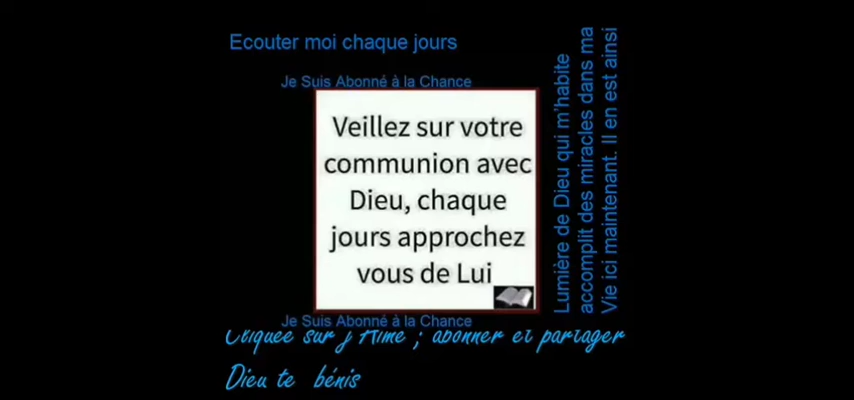 Ecouter moi chaque jours
Je Suis Abonné à la Chance
Veillez sur votre
communion avec
Dieu, chaque
jours approchez
vous de Lui
Lumière de Dieu qui m'habite
accomplit des miracles dans ma
Vie ici maintenant. Il en est ainsi
Je Suis Abonné à la Chance
Cliquee sur j'Aime ; abonner et partager
Dieu te bénis